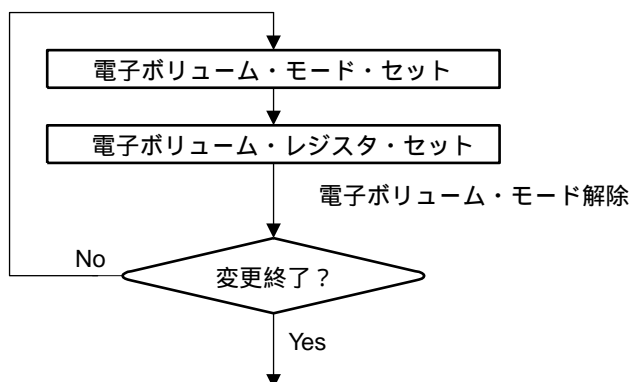 電子ボリューム・モード・セット
電子ボリューム・レジスタ・セット
電子ボリューム・モード解除
No
変更終了？
Yes